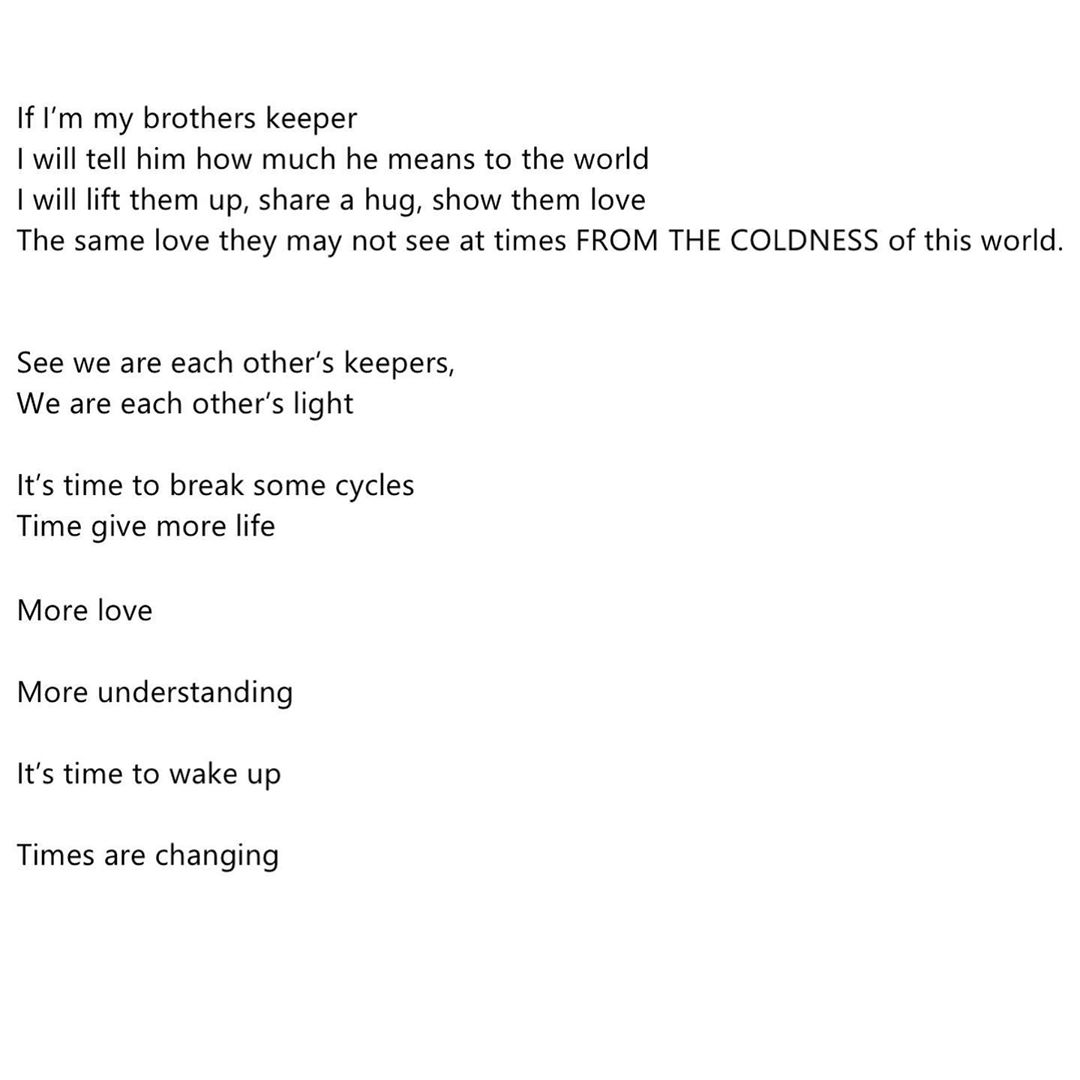 If I’m my brothers keeper
I will tell him how much he means to the world
I will lift them up, share a hug, show them love
The same love they may not see at times FROM THE COLDNESS of this world.
See we are each other’s keepers,
We are each other’s light
It’s time to break some cycles
Time give more life
More love
More understanding
It’s time to wake up
Times are changing